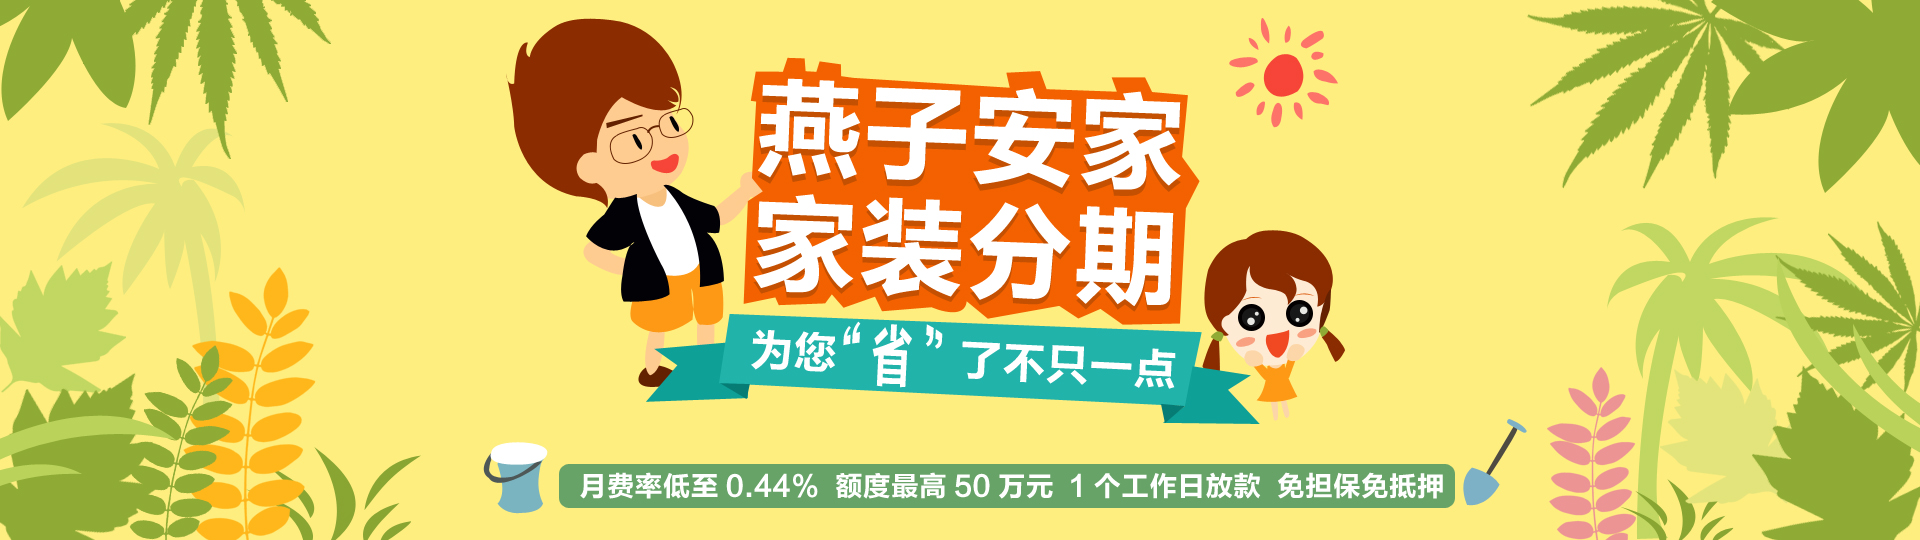 燕子安家
家装分期
为您“省”了不只一点
月费率低至 0.44% 额度最高 50 万元 1 个工作日放款 免担保免抵押